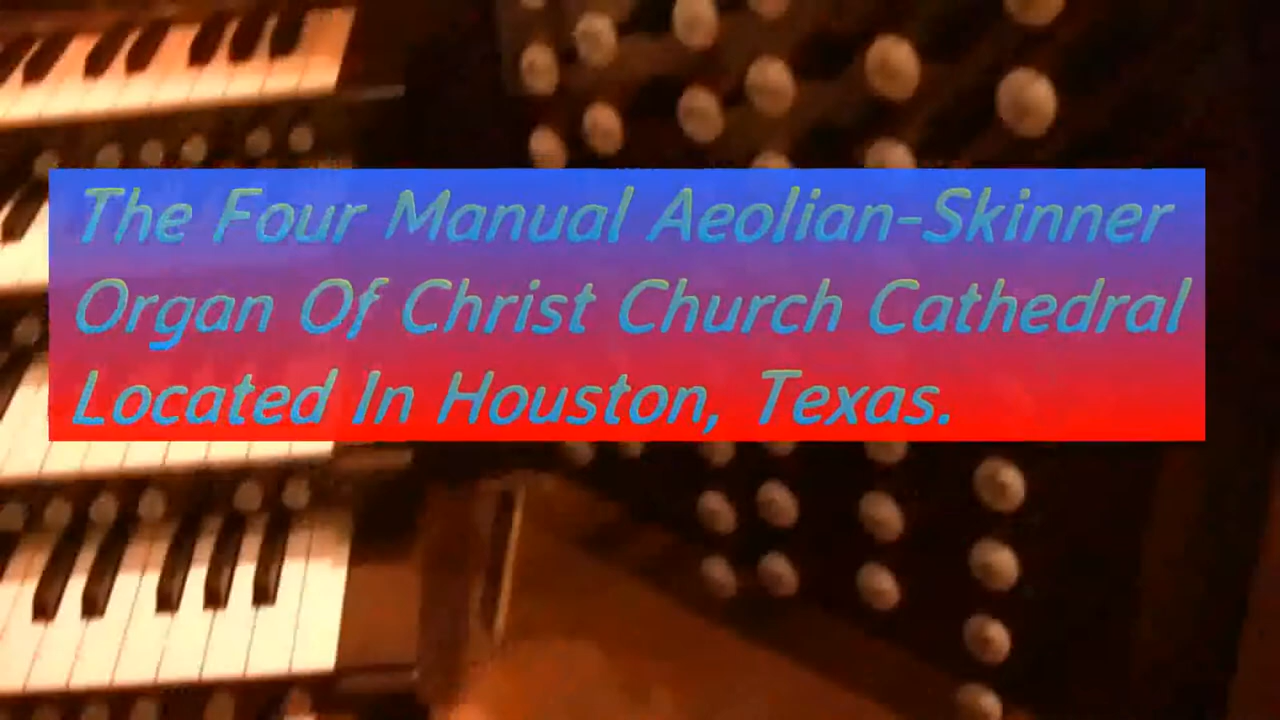 The Four Manual Aeolian-Skinner
Organ Of Christ Church Cathedral
Located In Houston, Texas.